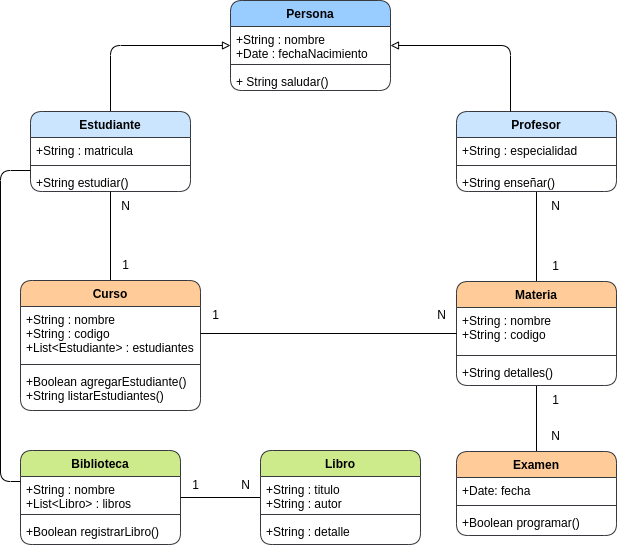 Persona
+String : nombre
+Date : fechaNacimiento
+ String saludar()
Estudiante
+String : matricula
+String estudiar()
Profesor
+String : especialidad
+String enseñar()
N
1
N
1
Curso
+String : nombre
+String : codigo
+List<Estudiante> : estudiantes
+Boolean agregarEstudiante()
+String listarEstudiantes()
1
N
Materia
+String : nombre
+String : codigo
+String detalles()
1
N
Biblioteca
+String : nombre
+List<Libro> : libros
+Boolean registrarLibro()
1
N
Libro
+String : titulo
+String : autor
+String : detalle
Examen
+Date: fecha
+Boolean programar()